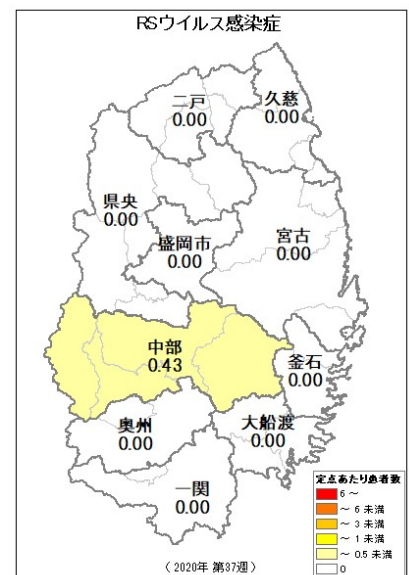 RSウイルス感染症
二戸
0.00
久慈
0.00
県央
0.00
盛岡市
0.00
宮古
0.00
中部
0.43
釜石
0.00
奥州
0.00
大船渡
0.00
一関
0.00
定点あたり患者数
6 ~
~ 6 未満
~ 3 未満
~ 1 未満
~ 0.5 未満
0
( 2020年 第37週 )